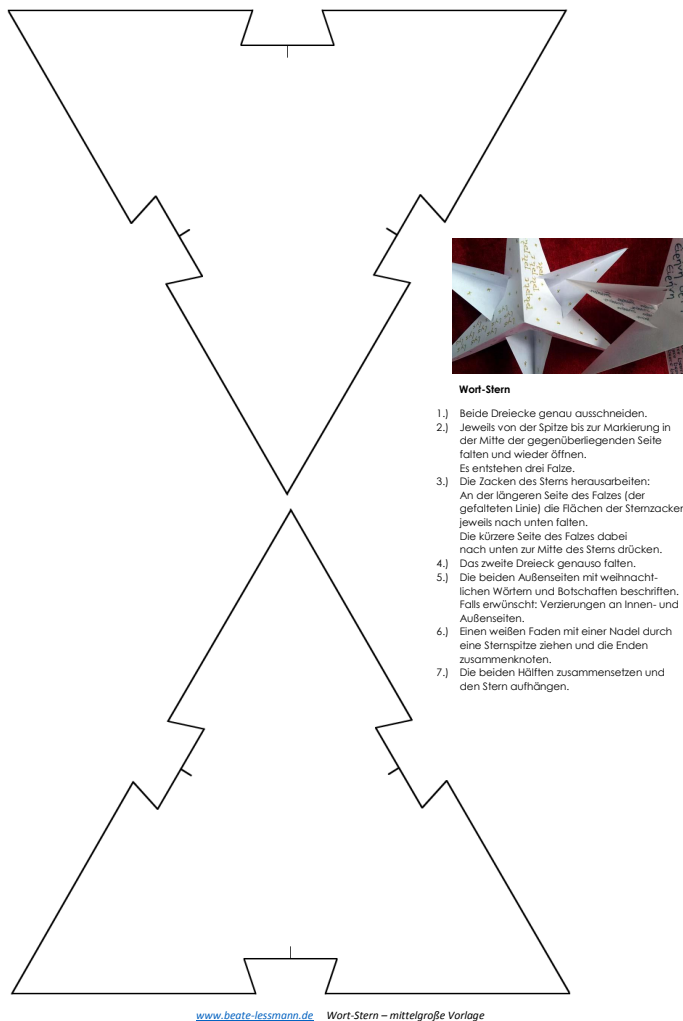 Wort-Stern
1.) Beide Dreiecke genau ausschneiden.
2.) Jeweils von der Spitze bis zur Markierung in
der Mitte der gegenüberliegenden Seite
falten und wieder öffnen.
Es entstehen drei Falze.
3.) Die Zacken des Sterns herausarbeiten:
An der längeren Seite des Falzes (der
gefalteten Linie) die Flächen der Sternzacken
jeweils nach unten falten.
Die kürzere Seite des Falzes dabei
nach unten zur Mitte des Sterns drücken.
4.) Das zweite Dreieck genauso falten.
5.) Die beiden Außenseiten mit weihnacht-
lichen Wörtern und Botschaften beschriften.
Falls erwünscht: Verzierungen an Innen- und
Außenseiten.
6.) Einen weißen Faden mit einer Nadel durch
eine Sternspitze ziehen und die Enden
zusammenknoten.
7.) Die beiden Hälften zusammensetzen und
den Stern aufhängen.
www.beate-lessmann.de Wort-Stern – mittelgroße Vorlage